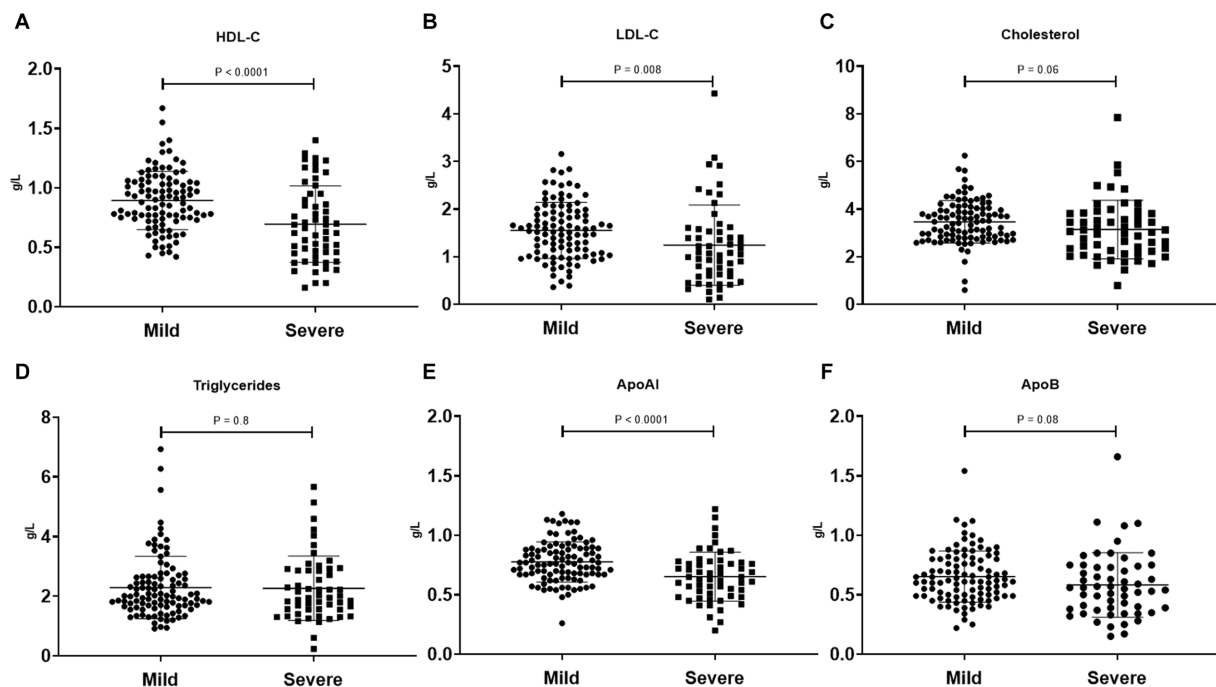 A
HDL-C
P < 0.0001
2.0
1.5
1.0
0.5
0.0
g/L
Mild Severe
B
LDL-C
P = 0.008
5
4
3
2
1
0
g/L
Mild Severe
C
Cholesterol
P = 0.06
10
8
6
4
2
0
g/L
Mild Severe
D
Triglycerides
P = 0.8
8
6
4
2
0
g/L
Mild Severe
E
ApoAI
P < 0.0001
2.0
1.5
1.0
0.5
0.0
g/L
Mild Severe
F
ApoB
P = 0.08
2.0
1.5
1.0
0.5
0.0
g/L
Mild Severe